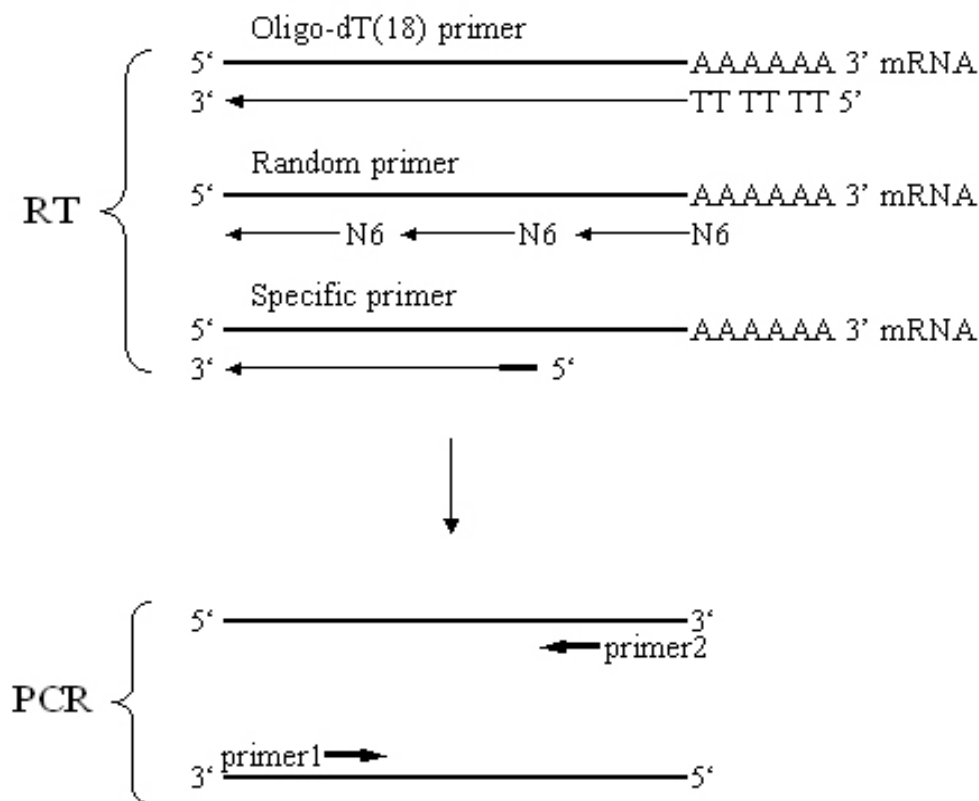 Oligo-dT(18) primer
5‘ AAAAAA 3’ mRNA
3‘ TT TT TT 5’
Random primer
RT
5‘ AAAAAA 3’ mRNA
N6 N6 N6
Specific primer
5‘ AAAAAA 3’ mRNA
3‘ 5‘
5‘ 3‘
primer2
PCR
primer1
3‘ 5‘